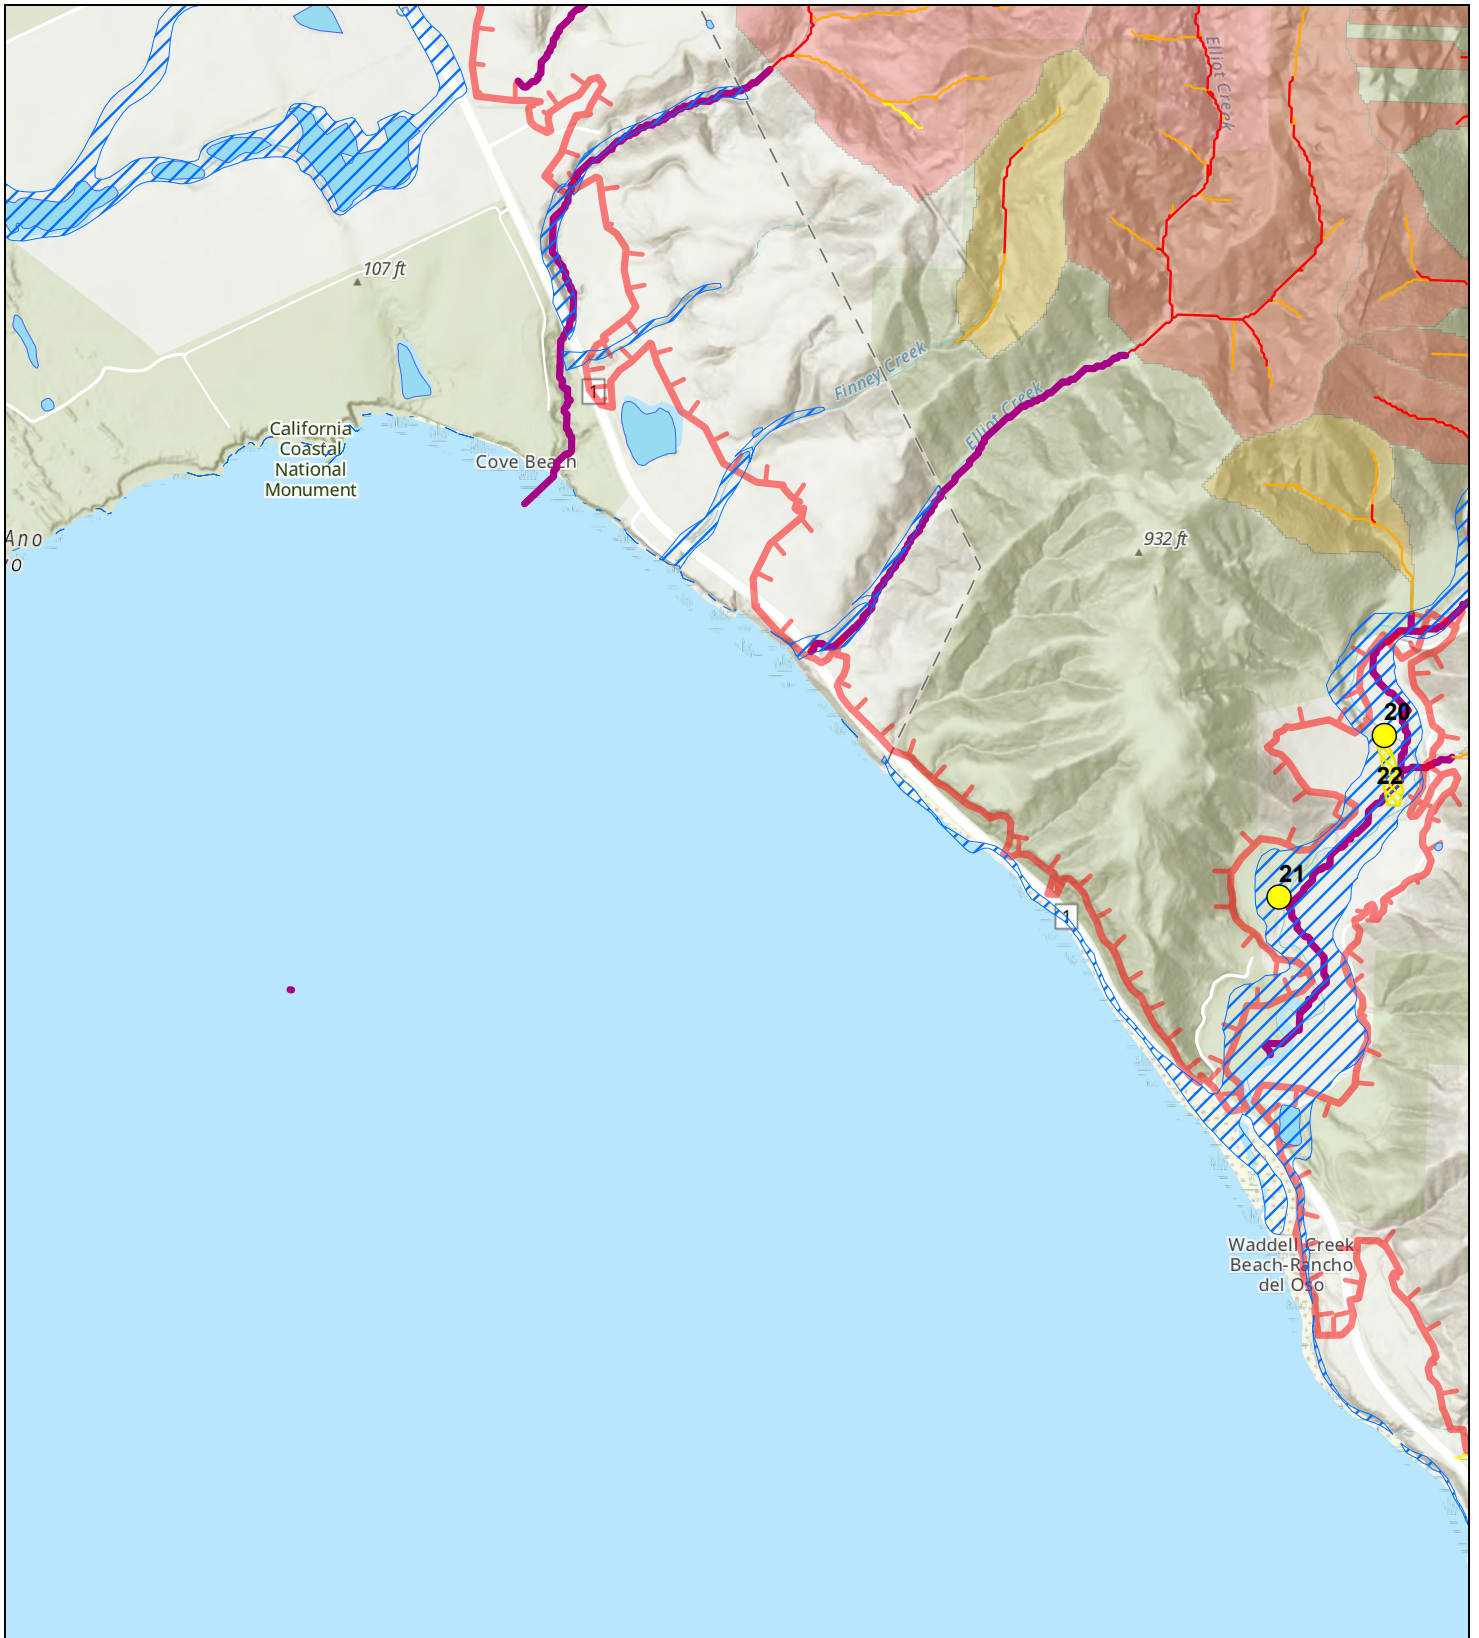 Elliot Creek
107 ft
Finney Creek
1
Elliot Creek
California
Coastal
National
Monument
Cove Beach
Ano
932 ft
20
22
21
1
Waddell Creek
Beach-Rancho
del Oso